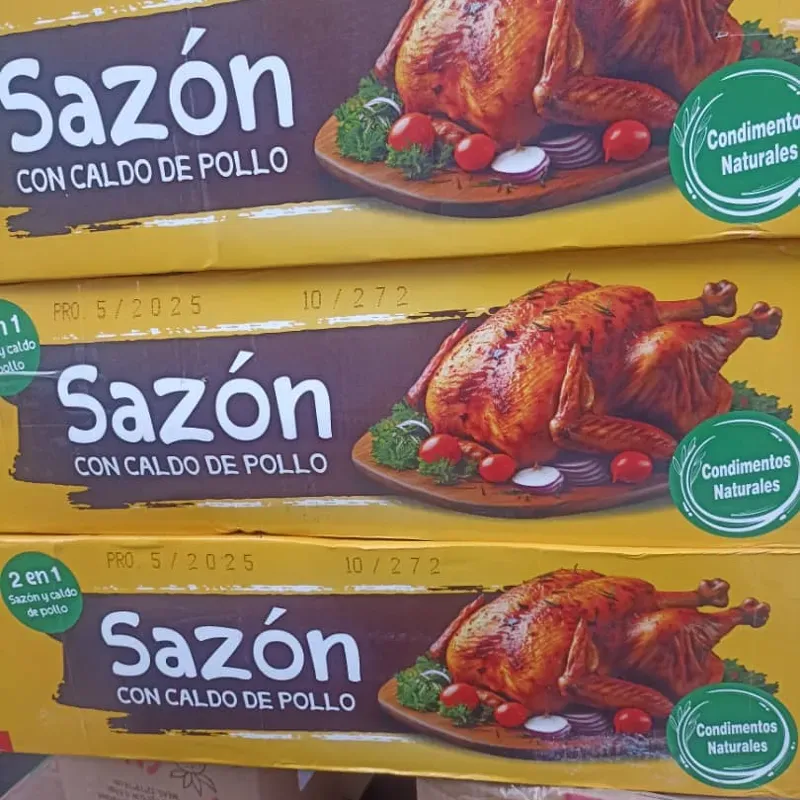 Sazón
CON CALDO DE POLLO
Condimentos
Naturales
PRO. 5/2025 10/272
Sazón
CON CALDO DE POLLO
Condimentos
Naturales
PRO. 5/2025 10/272
2 en 1
Sazón y caldo
de pollo
Sazón
CON CALDO DE POLLO
Condimentos
Naturales